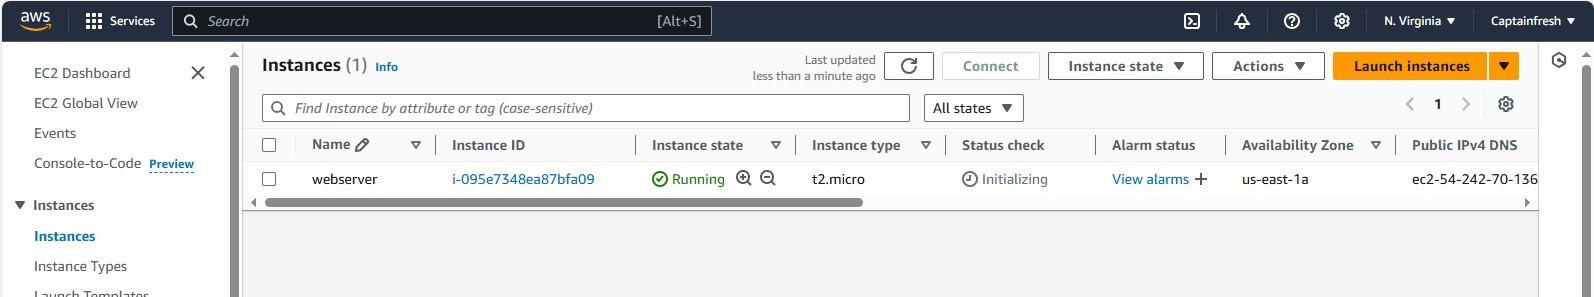 aws Services Search [Alt+S] N. Virginia Captainfresh
EC2 Dashboard
EC2 Global View
Events
Console-to-Code Preview
Instances
Instances
Instance Types
Launch Templates
Instances (1) Info
Last updated
less than a minute ago
Connect Instance state Actions Launch instances
Find Instance by attribute or tag (case-sensitive) All states 1
Name Instance ID Instance state Instance type Status check Alarm status Availability Zone Public IPv4 DNS
webserver i-095e7348ea87bfa09 Running t2.micro Initializing View alarms + us-east-1a ec2-54-242-70-136